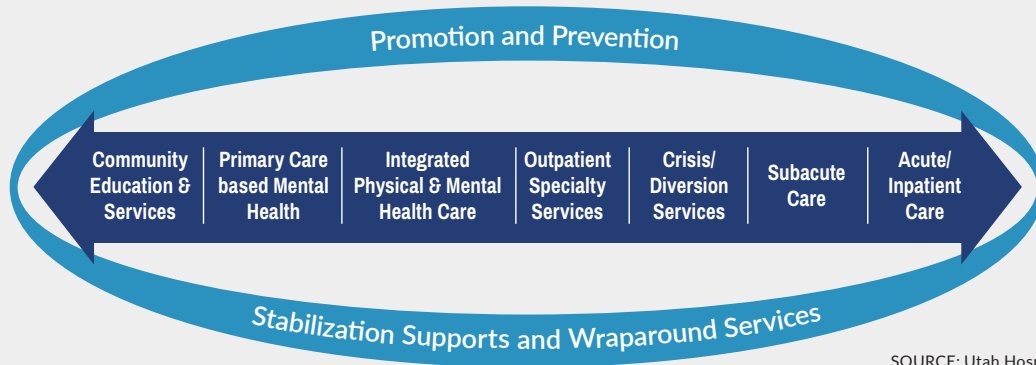 Promotion and Prevention
Community
Education &
Services
Primary Care
based Mental
Health
Integrated
Physical & Mental
Health Care
Outpatient
Specialty
Services
Crisis/
Diversion
Services
Subacute
Care
Acute/
Inpatient
Care
Stabilization Supports and Wraparound Services
SOURCE: Utah